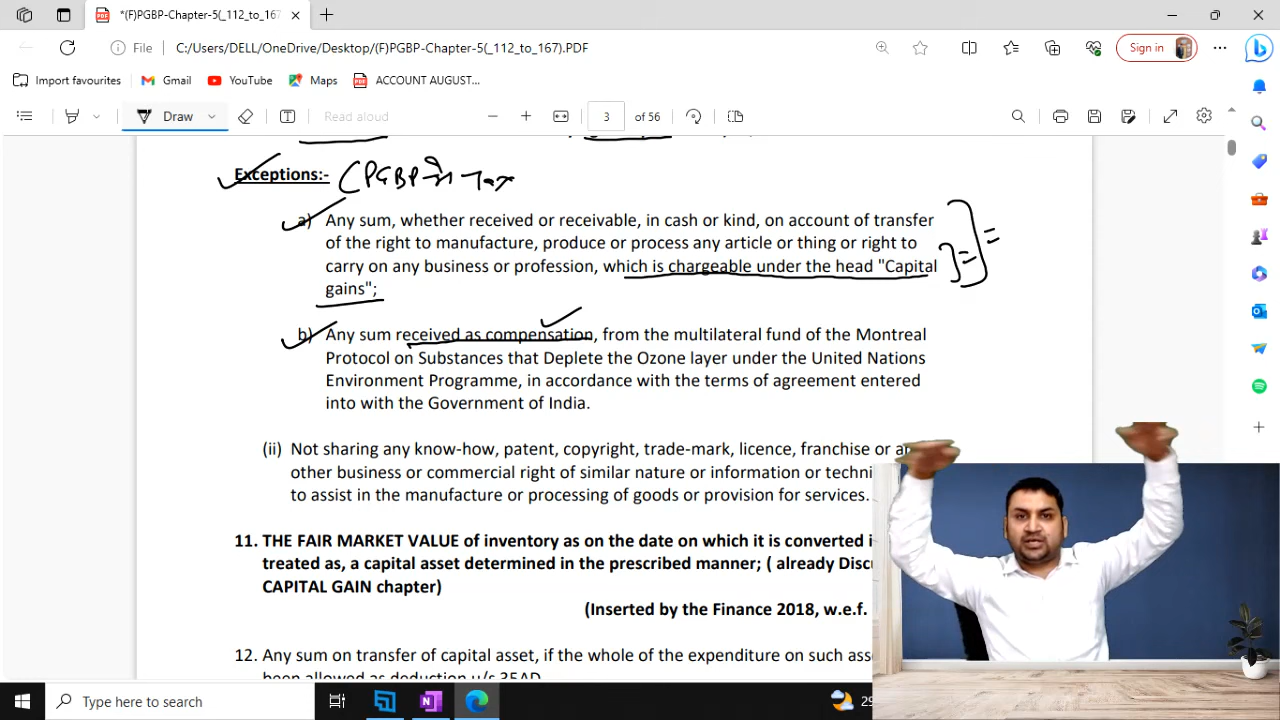 *(F)PGBP-Chapter-5(_112_to_167
File
C:/Users/DELL/OneDrive/Desktop/(F)PGBP-Chapter-5(_112_to_167).PDF
Sign in
Import favourites
Gmail
YouTube
Maps
ACCOUNT AUGUST...
Draw
Read aloud
3
of 56
Exceptions:- (PGBP Tax
a) Any sum, whether received or receivable, in cash or kind, on account of transfer
of the right to manufacture, produce or process any article or thing or right to
carry on any business or profession, which is chargeable under the head "Capital
gains";
b) Any sum received as compensation, from the multilateral fund of the Montreal
Protocol on Substances that Deplete the Ozone layer under the United Nations
Environment Programme, in accordance with the terms of agreement entered
into with the Government of India.
(ii) Not sharing any know-how, patent, copyright, trade-mark, licence, franchise or
other business or commercial right of similar nature or information or
to assist in the manufacture or processing of goods or provision for services.
11. THE FAIR MARKET VALUE of inventory as on the date on which it is converted
treated as, a capital asset determined in the prescribed manner; ( already
CAPITAL GAIN chapter)
(Inserted by the Finance 2018, w.e.f.
12. Any sum on transfer of capital asset, if the whole of the expenditure on such
been allowed as deduction u/s 35AD
Type here to search